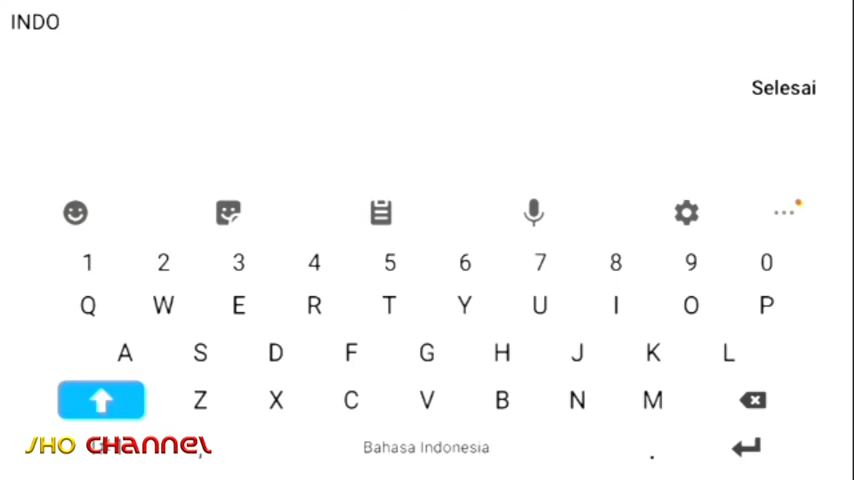 INDO
Selesai
1 2 3 4 5 6 7 8 9 0
Q W E R T Y U I O P
A S D F G H J K L
Z X C V B N M
JHO CHANNEL , Bahasa Indonesia .